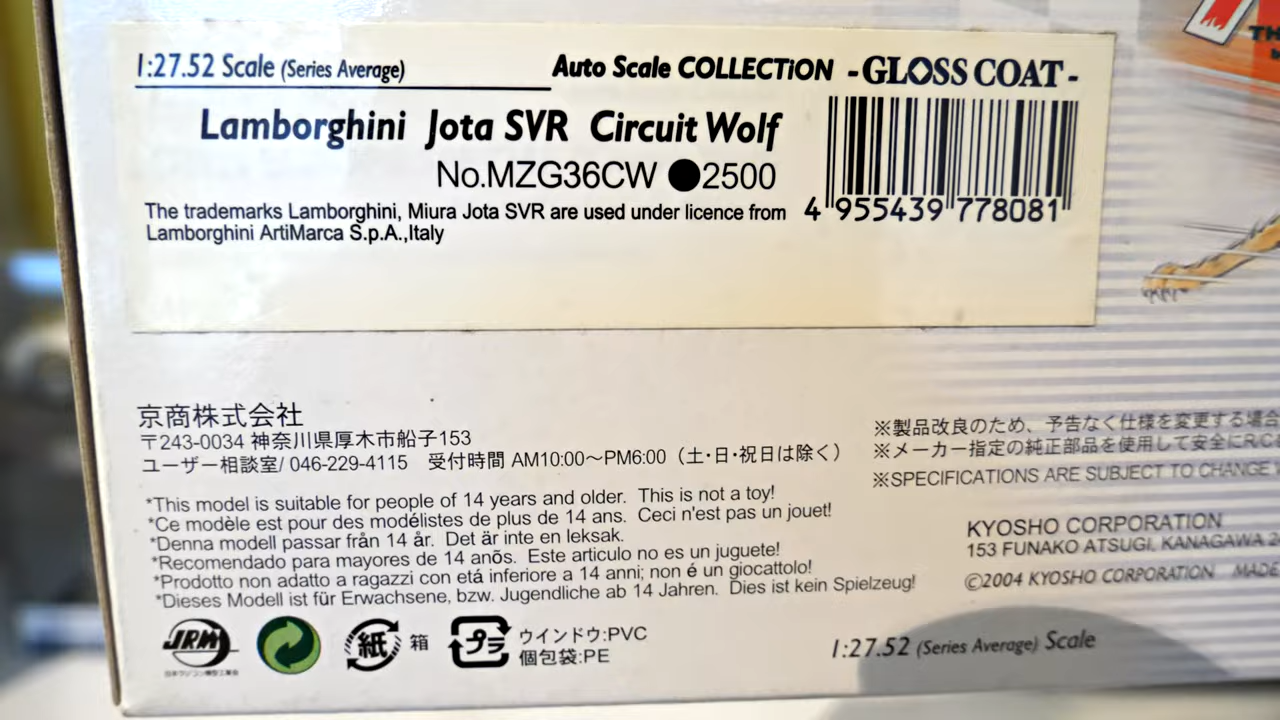 1:27.52 Scale (Series Average)
Auto Scale COLLECTiON -GLOSS COAT-
Lamborghini Jota SVR Circuit Wolf
No.MZG36CW ●2500
The trademarks Lamborghini, Miura Jota SVR are used under licence from
Lamborghini ArtiMarca S.p.A.,Italy
4 955439 778081
京商株式会社
〒243-0034 神奈川県厚木市船子153
ユーザー相談室/ 046-229-4115 受付時間 AM10:00〜PM6:00（土・日・祝日は除く）
*This model is suitable for people of 14 years and older. This is not a toy!
*Ce modèle est pour des modélistes de plus de 14 ans. Ceci n'est pas un jouet!
*Denna modell passar från 14 år. Det är inte en leksak.
*Recomendado para mayores de 14 anõs. Este articulo no es un juguete!
*Prodotto non adatto a ragazzi con etá inferiore a 14 anni; non é un giocattolo!
*Dieses Modell ist für Erwachsene, bzw. Jugendliche ab 14 Jahren. Dies ist kein Spielzeug!
※製品改良のため、予告なく仕様を変更する場合
※メーカー指定の純正部品を使用して安全にR/C
※SPECIFICATIONS ARE SUBJECT TO CHANGE
KYOSHO CORPORATION
153 FUNAKO ATSUGI, KANAGAWA 2
©2004 KYOSHO CORPORATION MADE
JRM
紙 箱
プラ ウインドウ:PVC
個包袋:PE
1:27.52 (Series Average) Scale
TH